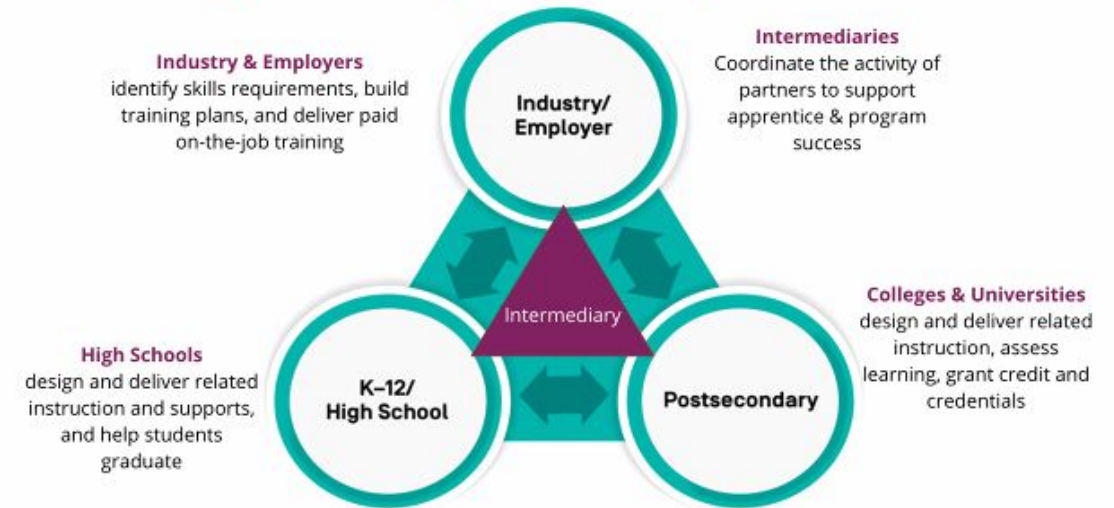 Industry & Employers
identify skills requirements, build
training plans, and deliver paid
on-the-job training
Industry/
Employer
Intermediaries
Coordinate the activity of
partners to support
apprentice & program
success
Intermediary
High Schools
design and deliver related
instruction and supports,
and help students
graduate
K–12/
High School
Postsecondary
Colleges & Universities
design and deliver related
instruction, assess
learning, grant credit and
credentials